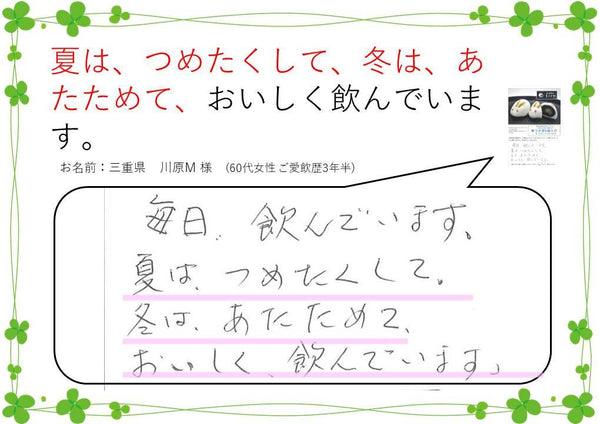 夏は、つめたくして、冬は、あ
たためて、おいしく飲んでいま
す。
お名前：三重県　川原M 様　(60代女性 ご愛飲歴3年半)
毎日、飲んでいます。
夏は、つめたくして。
冬は、あたためて、
おいしく、飲んでいます」